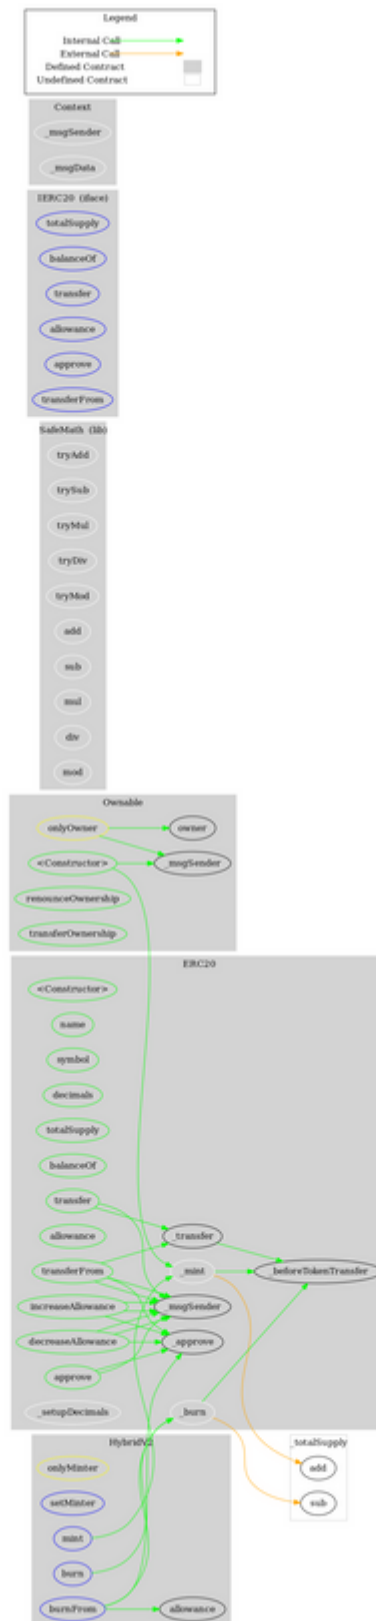 Legend
Internal Call
External Call
Defined Contract
Undefined Contract
Context
_msgSender
_msgData
IERC20 (iface)
totalSupply
balanceOf
transfer
allowance
approve
transferFrom
SafeMath (lib)
tryAdd
trySub
tryMul
tryDiv
tryMod
add
sub
mul
div
mod
Ownable
onlyOwner
owner
<Constructor>
_msgSender
renounceOwnership
transferOwnership
ERC20
<Constructor>
name
symbol
decimals
totalSupply
balanceOf
transfer
allowance
_transfer
transferFrom
_mint
_beforeTokenTransfer
increaseAllowance
_msgSender
decreaseAllowance
_approve
approve
_setupDecimals
_burn
HybridV2
onlyMinter
setMinter
mint
burn
burnFrom
allowance
_totalSupply
add
sub